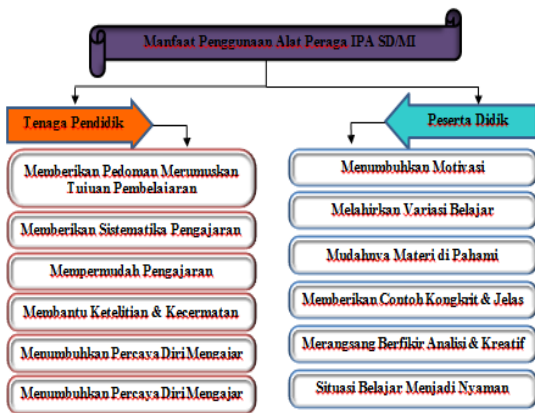 Manfaat Penggunaan Alat Peraga IPA SD/MI
Tenaga Pendidik
Memberikan Pedoman Merumuskan
Tujuan Pembelajaran
Memberikan Sistematika Pengajaran
Mempermudah Pengajaran
Membantu Ketelitian & Kecermatan
Menumbuhkan Percaya Diri Mengajar
Menumbuhkan Percaya Diri Mengajar
Peserta Didik
Menumbuhkan Motivasi
Melahirkan Variasi Belajar
Mudahnya Materi di Pahami
Memberikan Contoh Kongkrit & Jelas
Merangsang Berfikir Analisi & Kreatif
Situasi Belajar Menjadi Nyaman